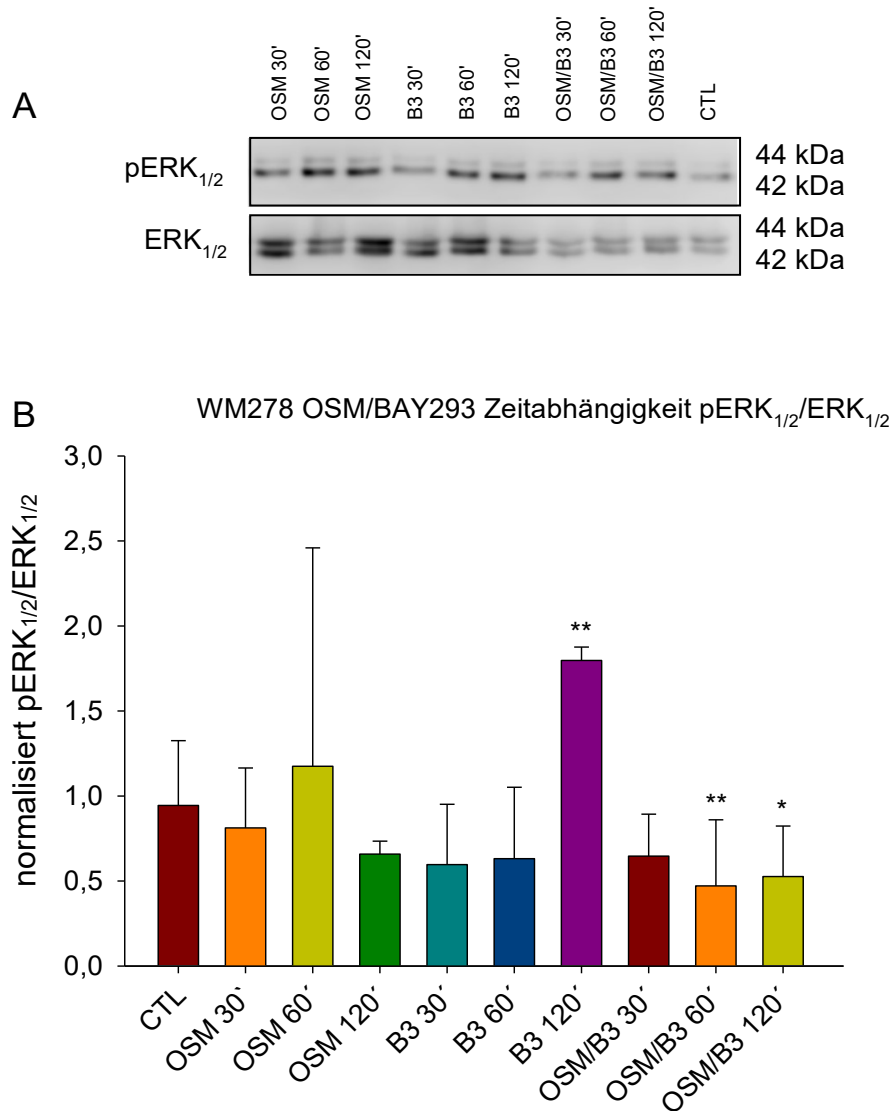 OSM 30'
OSM 60'
OSM 120'
B3 30'
B3 60'
B3 120'
OSM/B3 30'
OSM/B3 60'
OSM/B3 120'
CTL
A
pERK1/2
44 kDa
42 kDa
ERK1/2
44 kDa
42 kDa
B
WM278 OSM/BAY293 Zeitabhängigkeit pERK1/2/ERK1/2
normalisiert pERK1/2/ERK1/2
3,0
2,5
2,0
1,5
1,0
0,5
0,0
**
**
*
CTL
OSM 30`
OSM 60´
OSM 120´
B3 30´
B3 60´
B3 120´
OSM/B3 30´
OSM/B3 60´
OSM/B3 120´